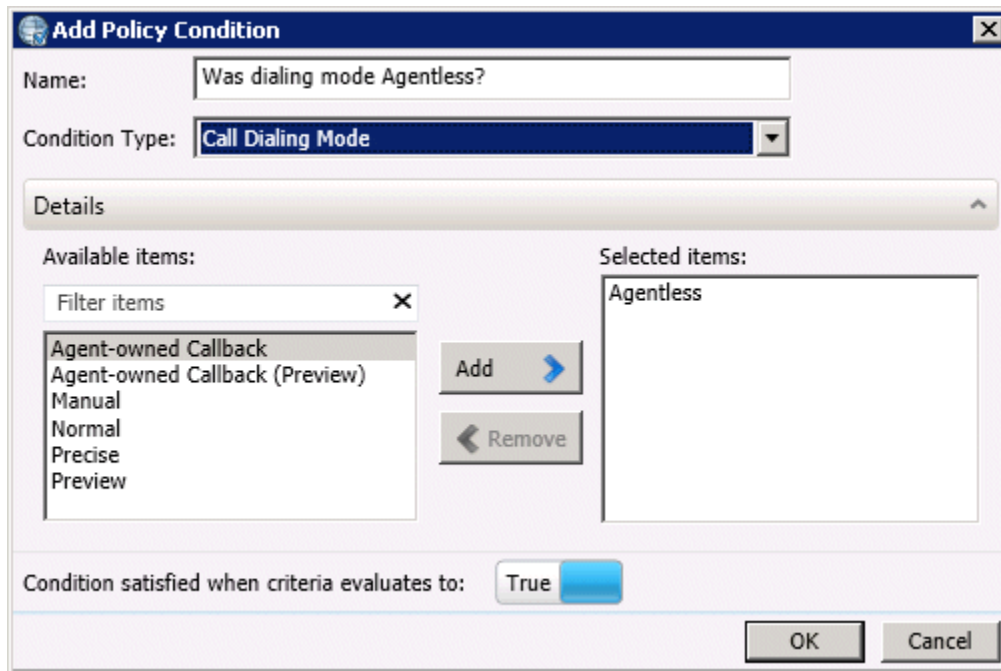 Add Policy Condition
Name: Was dialing mode Agentless?
Condition Type: Call Dialing Mode
Details
Available items:
Selected items:
Filter items
Agentless
Agent-owned Callback
Agent-owned Callback (Preview)
Manual
Normal
Precise
Preview
Add
Remove
Condition satisfied when criteria evaluates to: True
OK
Cancel